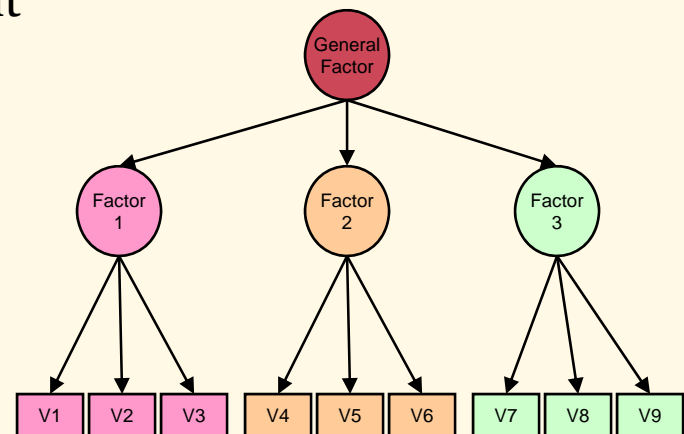 General
Factor
Factor
1
Factor
2
Factor
3
V1 V2 V3 V4 V5 V6 V7 V8 V9